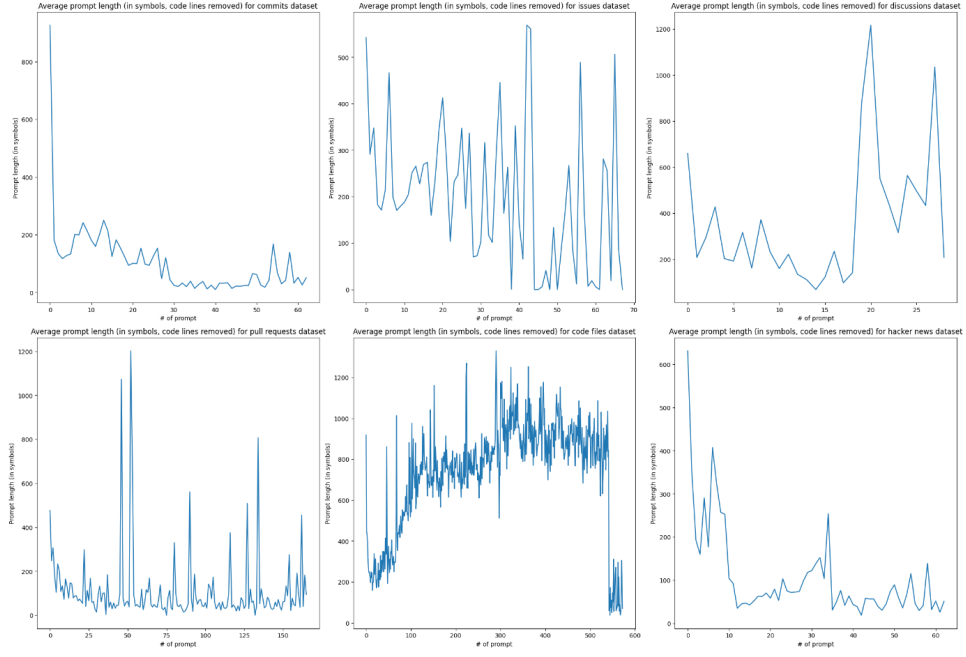 Average prompt length (in symbols, code lines removed) for commits dataset
Prompt length (in symbols)
800
600
400
200
0
0 10 20 30 40 50 60
# of prompt
Average prompt length (in symbols, code lines removed) for issues dataset
Prompt length (in symbols)
500
400
300
200
100
0
0 10 20 30 40 50 60
# of prompt
Average prompt length (in symbols, code lines removed) for discussions dataset
Prompt length (in symbols)
1200
1000
800
600
400
200
0 5 10 15 20 25
# of prompt
Average prompt length (in symbols, code lines removed) for pull requests dataset
Prompt length (in symbols)
1200
1000
800
600
400
200
0
0 25 50 75 100 125 150
# of prompt
Average prompt length (in symbols, code lines removed) for code files dataset
Prompt length (in symbols)
1200
1000
800
600
400
200
0
0 100 200 300 400 500 600
# of prompt
Average prompt length (in symbols, code lines removed) for hacker news dataset
Prompt length (in symbols)
600
500
400
300
200
100
0
0 10 20 30 40 50 60
# of prompt